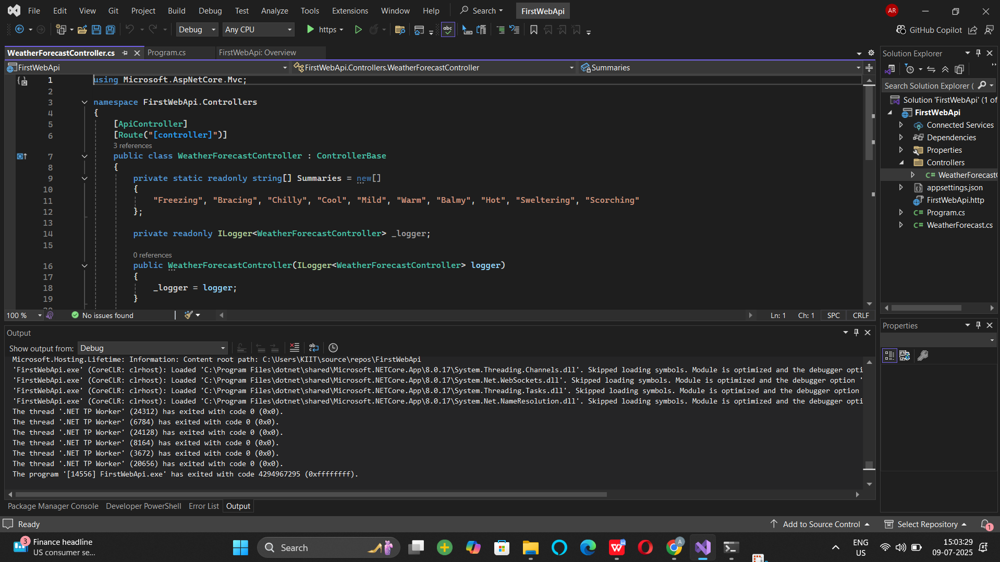 File Edit View Git Project Build Debug Test Analyze Tools Extensions Window Help Search FirstWebApi AR
Debug Any CPU https GitHub Copilot
WeatherForecastController.cs Program.cs FirstWebApi: Overview
FirstWebApi FirstWebApi.Controllers.WeatherForecastController Summaries
1 using Microsoft.AspNetCore.Mvc;
2
3 namespace FirstWebApi.Controllers
4 {
5 [ApiController]
6 [Route("[controller]")]
3 references
7 public class WeatherForecastController : ControllerBase
8 {
9 private static readonly string[] Summaries = new[]
10 {
11 "Freezing", "Bracing", "Chilly", "Cool", "Mild", "Warm", "Balmy", "Hot", "Sweltering", "Scorching"
12 };
13
14 private readonly ILogger<WeatherForecastController> _logger;
15
0 references
16 public WeatherForecastController(ILogger<WeatherForecastController> logger)
17 {
18 _logger = logger;
19 }
100 % No issues found Ln: 1 Ch: 1 SPC CRLF
Output
Show output from: Debug
Microsoft.Hosting.Lifetime: Information: Content root path: C:\Users\KIIT\source\repos\FirstWebApi
'FirstWebApi.exe' (CoreCLR: clrhost): Loaded 'C:\Program Files\dotnet\shared\Microsoft.NETCore.App\8.0.17\System.Threading.Channels.dll'. Skipped loading symbols. Module is optimized and the debugger opti
'FirstWebApi.exe' (CoreCLR: clrhost): Loaded 'C:\Program Files\dotnet\shared\Microsoft.NETCore.App\8.0.17\System.Net.WebSockets.dll'. Skipped loading symbols. Module is optimized and the debugger option '
'FirstWebApi.exe' (CoreCLR: clrhost): Loaded 'C:\Program Files\dotnet\shared\Microsoft.NETCore.App\8.0.17\System.Threading.Tasks.dll'. Skipped loading symbols. Module is optimized and the debugger option
'FirstWebApi.exe' (CoreCLR: clrhost): Loaded 'C:\Program Files\dotnet\shared\Microsoft.NETCore.App\8.0.17\System.Net.NameResolution.dll'. Skipped loading symbols. Module is optimized and the debugger opti
The thread '.NET TP Worker' (24312) has exited with code 0 (0x0).
The thread '.NET TP Worker' (6784) has exited with code 0 (0x0).
The thread '.NET TP Worker' (24128) has exited with code 0 (0x0).
The thread '.NET TP Worker' (8164) has exited with code 0 (0x0).
The thread '.NET TP Worker' (3672) has exited with code 0 (0x0).
The thread '.NET TP Worker' (20656) has exited with code 0 (0x0).
The program '[14556] FirstWebApi.exe' has exited with code 4294967295 (0xffffffff).
Package Manager Console Developer PowerShell Error List Output
Solution Explorer
Search Solution Explorer (
Solution 'FirstWebApi' (1 of
FirstWebApi
Connected Services
Dependencies
Properties
Controllers
C# WeatherForecastC
appsettings.json
FirstWebApi.http
C# Program.cs
C# WeatherForecast.cs
Properties
Ready Add to Source Control Select Repository 1
3 Finance headline
US consumer se...
Search
ENG
US
15:03:29
09-07-2025